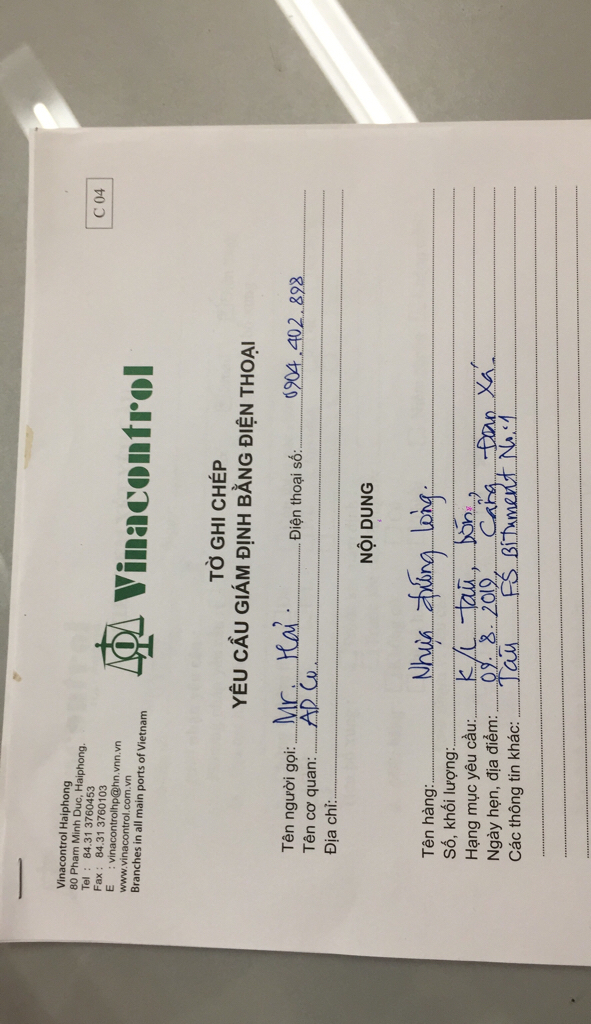 Vinacontrol Haiphong
80 Pham Minh Duc, Haiphong.
Tel : 84.31 3760453
Fax : 84.31 3760103
E : vinacontrolhp@hn.vnn.vn
www.vinacontrol.com.vn
Branches in all main ports of Vietnam
Vinacontrol
C 04
TỜ GHI CHÉP
YÊU CẦU GIÁM ĐỊNH BẰNG ĐIỆN THOẠI
Tên người gọi: Mr. Hải. Điện thoại số: 0904.402.898
Tên cơ quan: AD Co.
Địa chỉ:
NỘI DUNG
Tên hàng: Nhựa đường lỏng.
Số, khối lượng:
Hạng mục yêu cầu: K/L tàu, bồn,
Ngày hẹn, địa điểm: 09.8.2019 Cảng Đoạn Xá.
Các thông tin khác: Tàu FS Bitument No:1